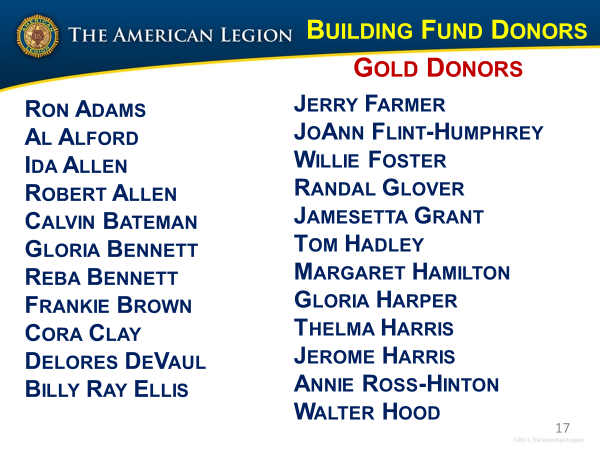 THE AMERICAN LEGION
BUILDING FUND DONORS
GOLD DONORS
RON ADAMS
AL ALFORD
IDA ALLEN
ROBERT ALLEN
CALVIN BATEMAN
GLORIA BENNETT
REBA BENNETT
FRANKIE BROWN
CORA CLAY
DELORES DEVAUL
BILLY RAY ELLIS
JERRY FARMER
JOANN FLINT-HUMPHREY
WILLIE FOSTER
RANDAL GLOVER
JAMESETTA GRANT
TOM HADLEY
MARGARET HAMILTON
GLORIA HARPER
THELMA HARRIS
JEROME HARRIS
ANNIE ROSS-HINTON
WALTER HOOD
17
©2011, The American Legion